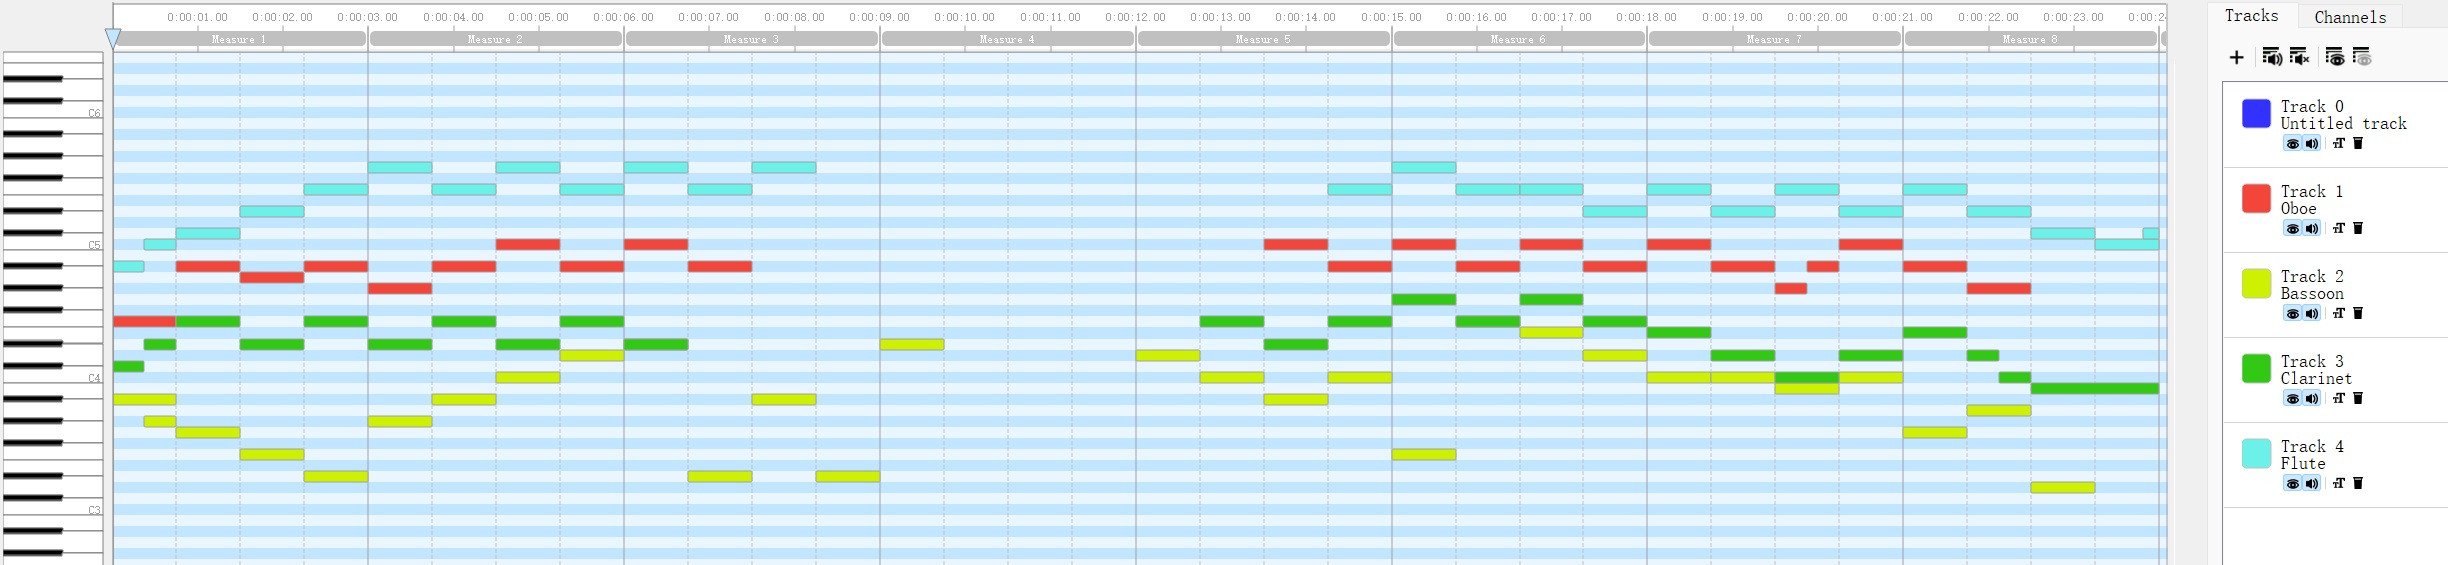 0:00:01.00 0:00:02.00 0:00:03.00 0:00:04.00 0:00:05.00 0:00:06.00 0:00:07.00 0:00:08.00 0:00:09.00 0:00:10.00 0:00:11.00 0:00:12.00 0:00:13.00 0:00:14.00 0:00:15.00 0:00:16.00 0:00:17.00 0:00:18.00 0:00:19.00 0:00:20.00 0:00:21.00 0:00:22.00 0:00:23.00 0:00:2
Measure 1 Measure 2 Measure 3 Measure 4 Measure 5 Measure 6 Measure 7 Measure 8
C6
C5
C4
C3
Tracks Channels
Track 0
Untitled track
T
Track 1
Oboe
T
Track 2
Bassoon
T
Track 3
Clarinet
T
Track 4
Flute
T